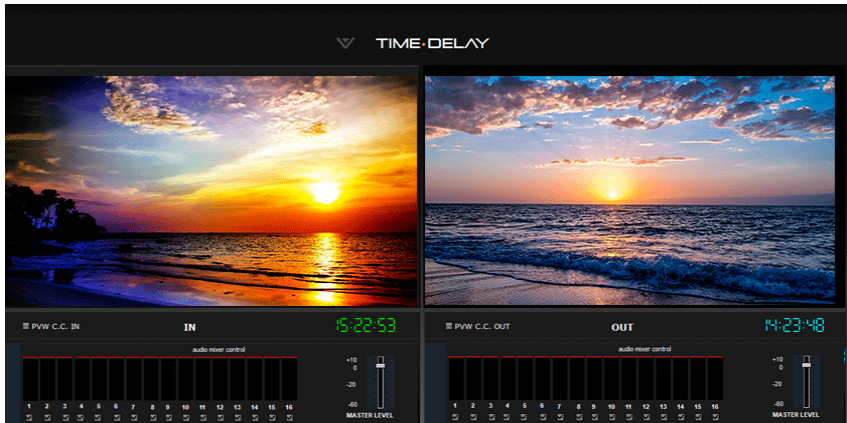 TIME·DELAY
≡ PVW C.C. IN
IN
15:22:53
≡ PVW C.C. OUT
OUT
14:23:48
audio mixer control
+10
0
-20
-60
1 2 3 4 5 6 7 8 9 10 11 12 13 14 15 16
MASTER LEVEL
audio mixer control
+10
0
-20
-60
1 2 3 4 5 6 7 8 9 10 11 12 13 14 15 16
MASTER LEVEL